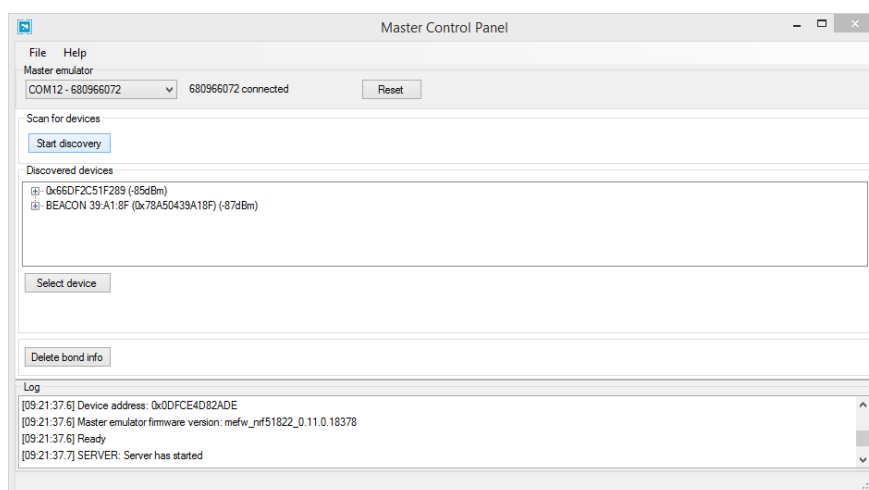 Master Control Panel
File Help
Master emulator
COM12 - 680966072 680966072 connected Reset
Scan for devices
Start discovery
Discovered devices
0x66DF2C51F289 (-85dBm)
BEACON 39:A1:8F (0x78A50439A18F) (-87dBm)
Select device
Delete bond info
Log
[09:21:37.6] Device address: 0x0DFCE4D82ADE
[09:21:37.6] Master emulator firmware version: mefw_nrf51822_0.11.0.18378
[09:21:37.6] Ready
[09:21:37.7] SERVER: Server has started